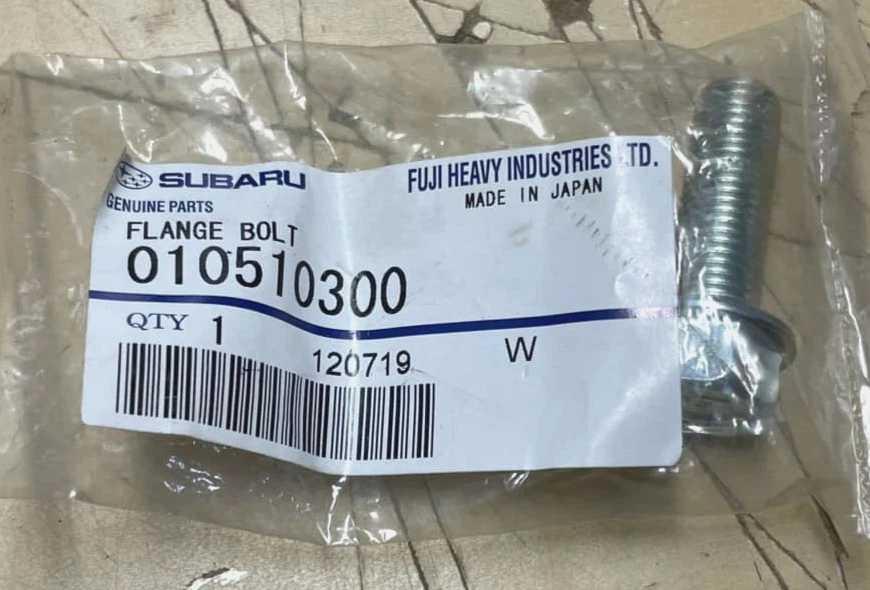 SUBARU
GENUINE PARTS
FUJI HEAVY INDUSTRIES LTD.
MADE IN JAPAN
FLANGE BOLT
010510300
QTY 1
120719
W